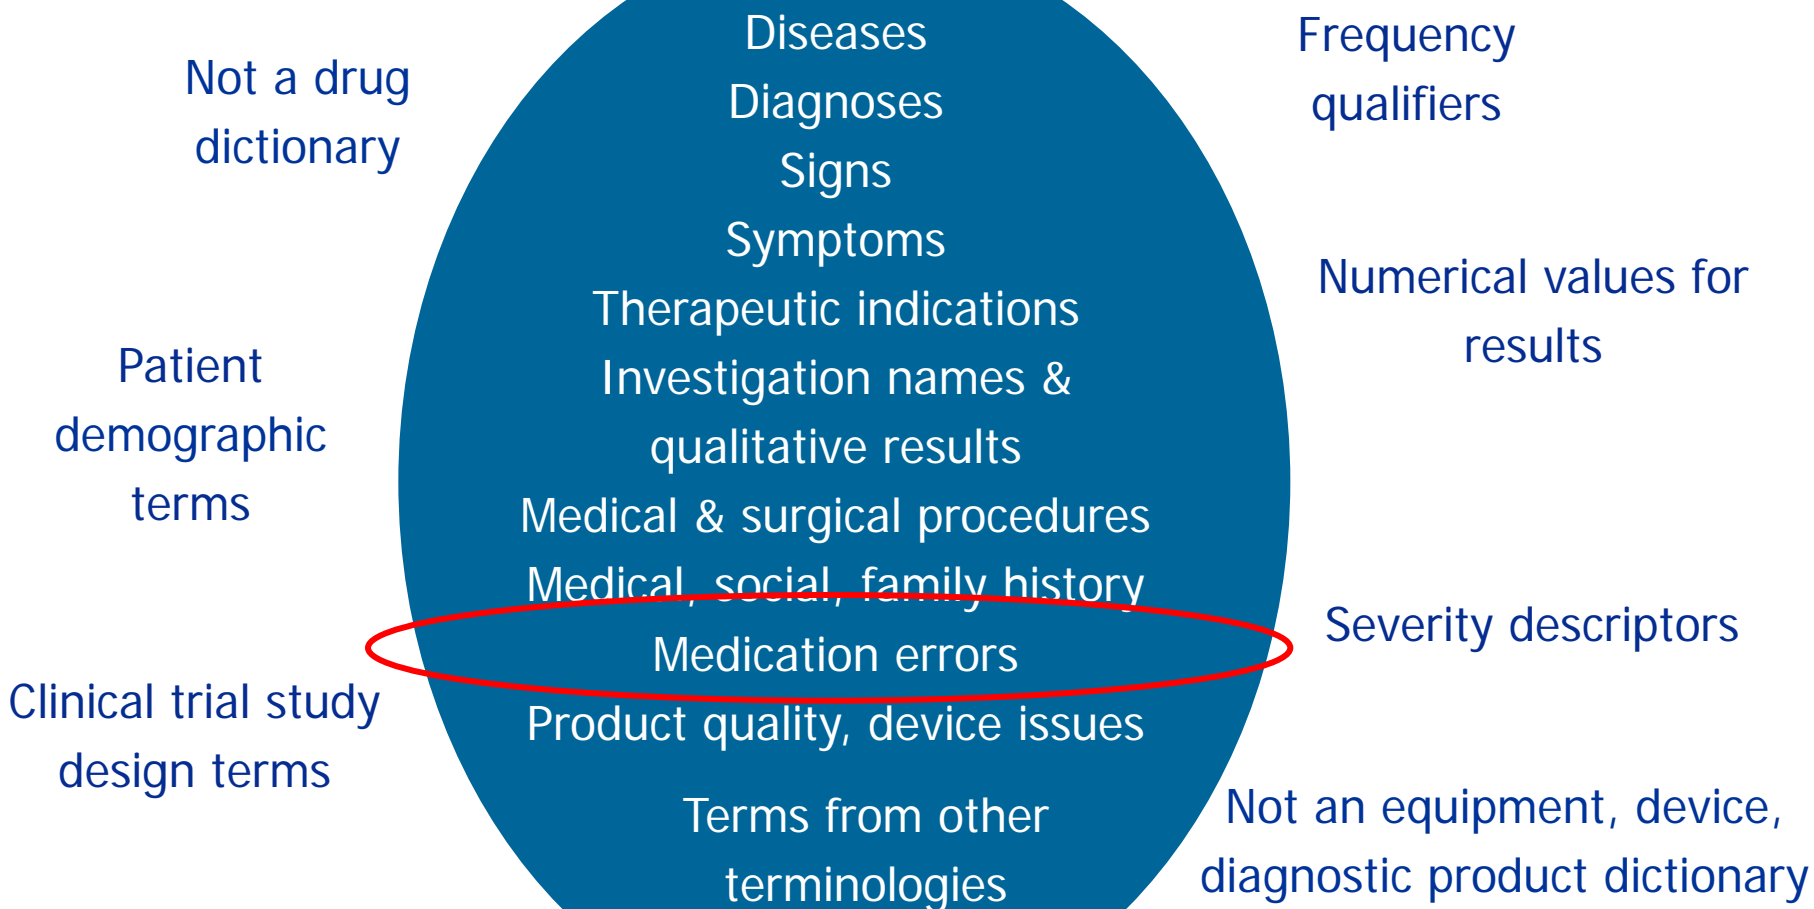 Not a drug
dictionary
Patient
demographic
terms
Clinical trial study
design terms
Diseases
Diagnoses
Signs
Symptoms
Therapeutic indications
Investigation names &
qualitative results
Medical & surgical procedures
Medical, social, family history
Medication errors
Product quality, device issues
Terms from other
terminologies
Frequency
qualifiers
Numerical values for
results
Severity descriptors
Not an equipment, device,
diagnostic product dictionary